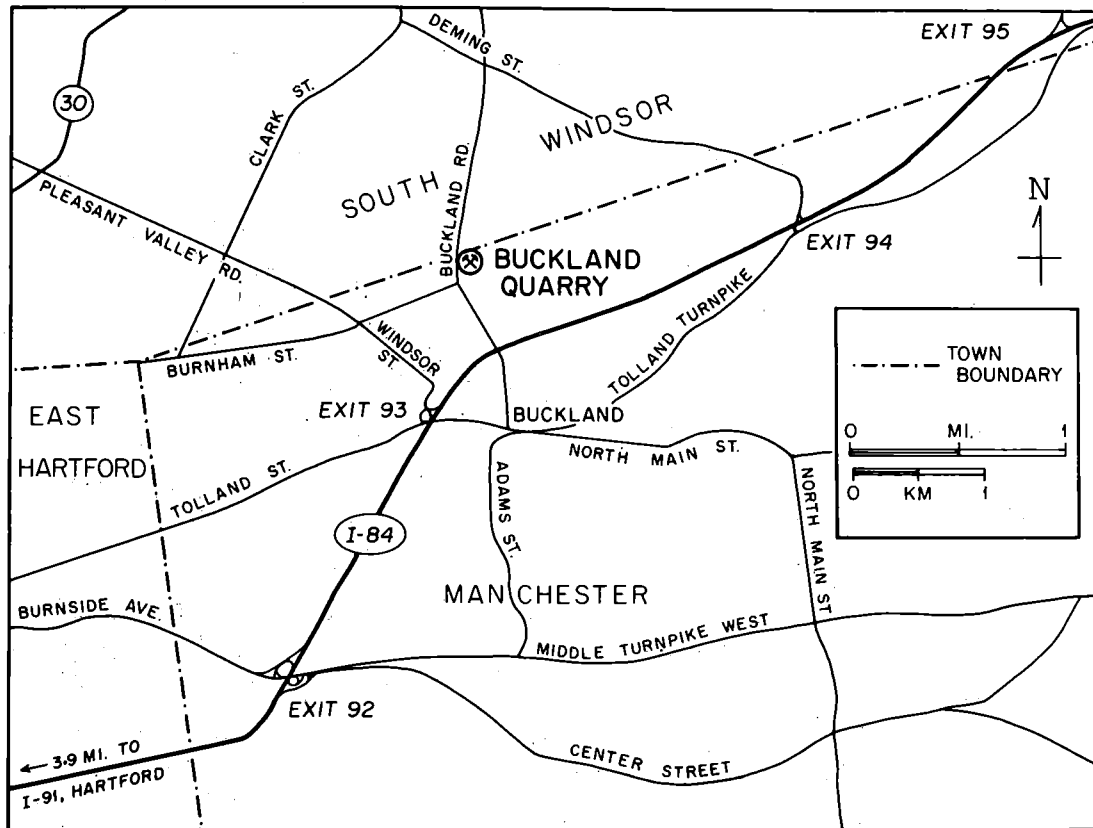 EXIT 95
DEMING ST.
30
CLARK ST.
WINDSOR
SOUTH
BUCKLAND RD.
PLEASANT VALLEY RD.
N
EXIT 94
BUCKLAND
QUARRY
TOLLAND TURNPIKE
WINDSOR
ST.
BURNHAM ST.
TOWN
BOUNDARY
EAST
HARTFORD
EXIT 93
BUCKLAND
0 MI. 1
0 KM 1
NORTH MAIN ST.
TOLLAND ST.
ADAMS ST.
NORTH MAIN ST
I-84
MANCHESTER
BURNSIDE AVE.
MIDDLE TURNPIKE WEST
EXIT 92
CENTER STREET
3.9 MI. TO
I-91, HARTFORD